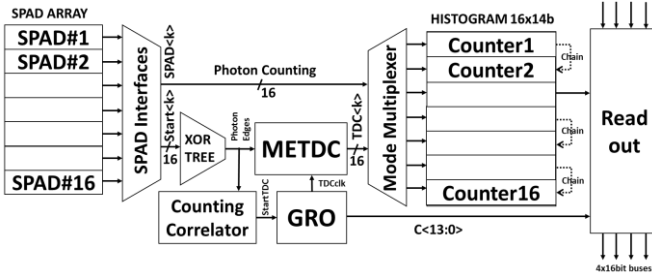 SPAD ARRAY
SPAD#1
SPAD#2
SPAD#16
SPAD Interfaces
SPAD<k>
Photon Counting
16
Start<k>
16
XOR
TREE
Photon
Edges
METDC
TDC<k>
16
Counting
Correlator
StartTDC
TDCclk
GRO
Mode Multiplexer
HISTOGRAM 16x14b
Counter1
Counter2
Counter16
Chain
Chain
Chain
C<13:0>
Read
out
4x16bit buses